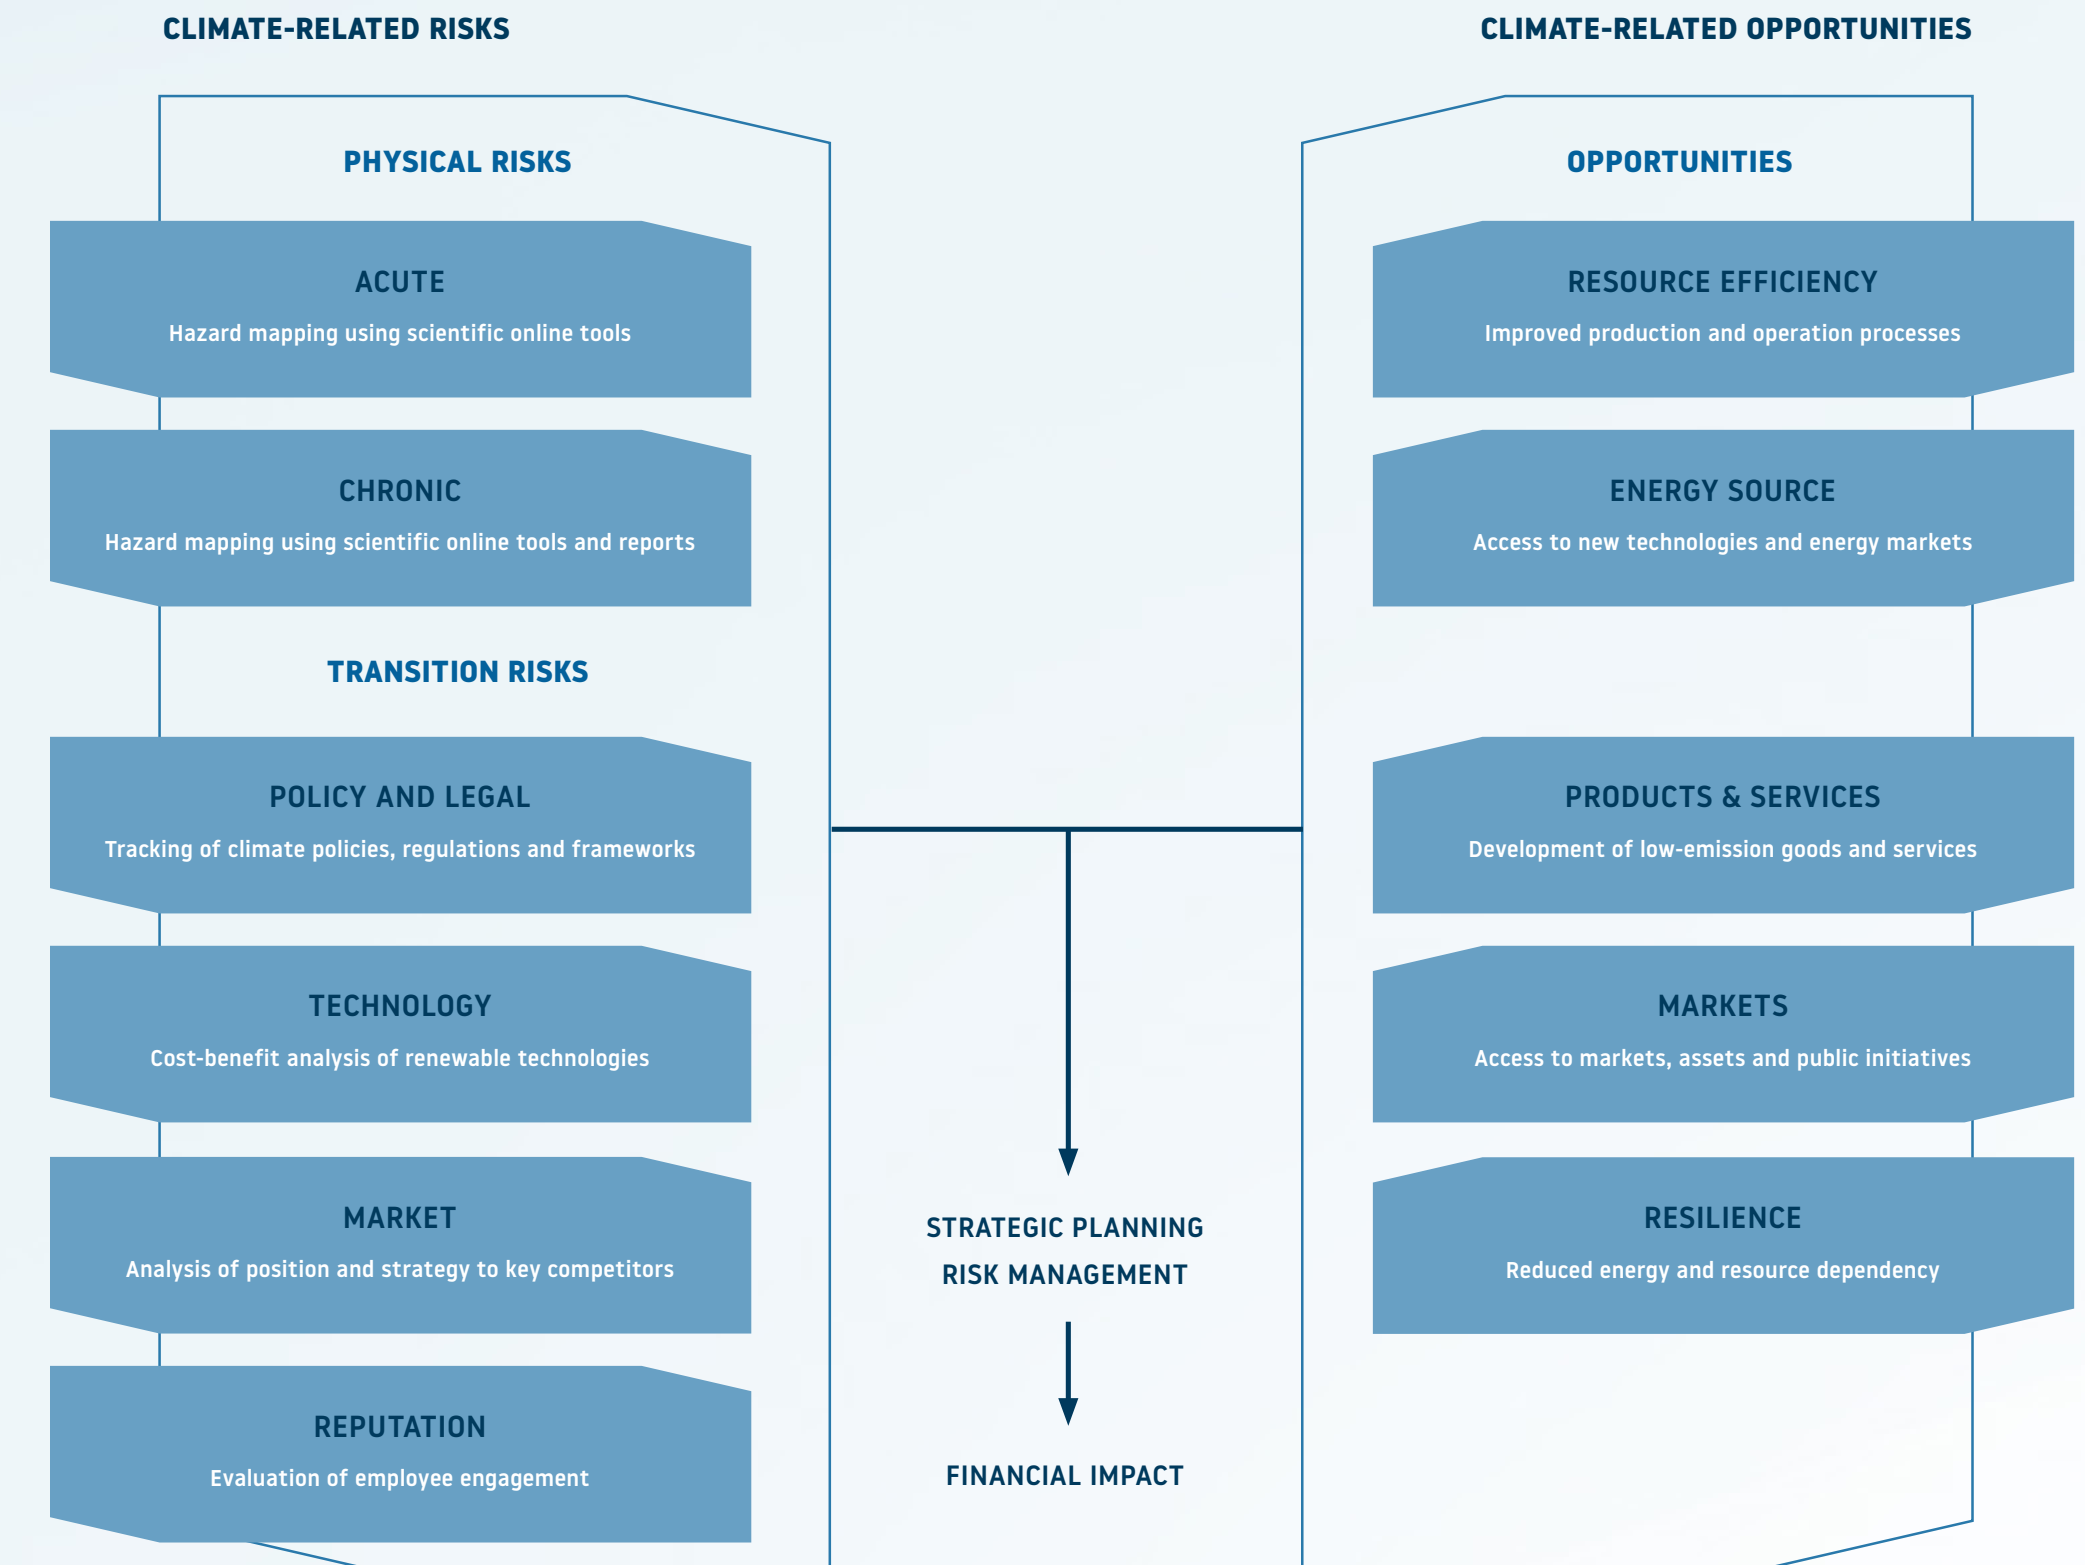 CLIMATE-RELATED RISKS
PHYSICAL RISKS
ACUTE
Hazard mapping using scientific online tools
CHRONIC
Hazard mapping using scientific online tools and reports
TRANSITION RISKS
POLICY AND LEGAL
Tracking of climate policies, regulations and frameworks
TECHNOLOGY
Cost-benefit analysis of renewable technologies
MARKET
Analysis of position and strategy to key competitors
REPUTATION
Evaluation of employee engagement
STRATEGIC PLANNING
RISK MANAGEMENT
FINANCIAL IMPACT
CLIMATE-RELATED OPPORTUNITIES
OPPORTUNITIES
RESOURCE EFFICIENCY
Improved production and operation processes
ENERGY SOURCE
Access to new technologies and energy markets
PRODUCTS & SERVICES
Development of low-emission goods and services
MARKETS
Access to markets, assets and public initiatives
RESILIENCE
Reduced energy and resource dependency